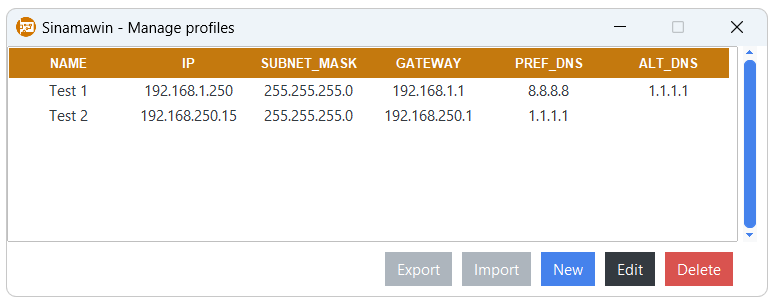 Sinamawin - Manage profiles
NAME IP SUBNET_MASK GATEWAY PREF_DNS ALT_DNS
Test 1 192.168.1.250 255.255.255.0 192.168.1.1 8.8.8.8 1.1.1.1
Test 2 192.168.250.15 255.255.255.0 192.168.250.1 1.1.1.1
Export Import New Edit Delete